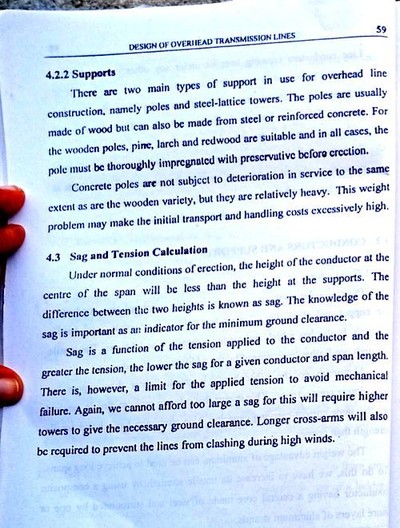 DESIGN OF OVERHEAD TRANSMISSION LINES 59
4.2.2 Supports
There are two main types of support in use for overhead line
construction, namely poles and steel-lattice towers. The poles are usually
made of wood but can also be made from steel or reinforced concrete. For
the wooden poles, pine, larch and redwood are suitable and in all cases, the
pole must be thoroughly impregnated with preservative before erection.
Concrete poles are not subject to deterioration in service to the same
extent as are the wooden variety, but they are relatively heavy. This weight
problem may make the initial transport and handling costs excessively high.
4.3 Sag and Tension Calculation
Under normal conditions of erection, the height of the conductor at the
centre of the span will be less than the height at the supports. The
difference between the two heights is known as sag. The knowledge of the
sag is important as an indicator for the minimum ground clearance.
Sag is a function of the tension applied to the conductor and the
greater the tension, the lower the sag for a given conductor and span length.
There is, however, a limit for the applied tension to avoid mechanical
failure. Again, we cannot afford too large a sag for this will require higher
towers to give the necessary ground clearance. Longer cross-arms will also
be required to prevent the lines from clashing during high winds.